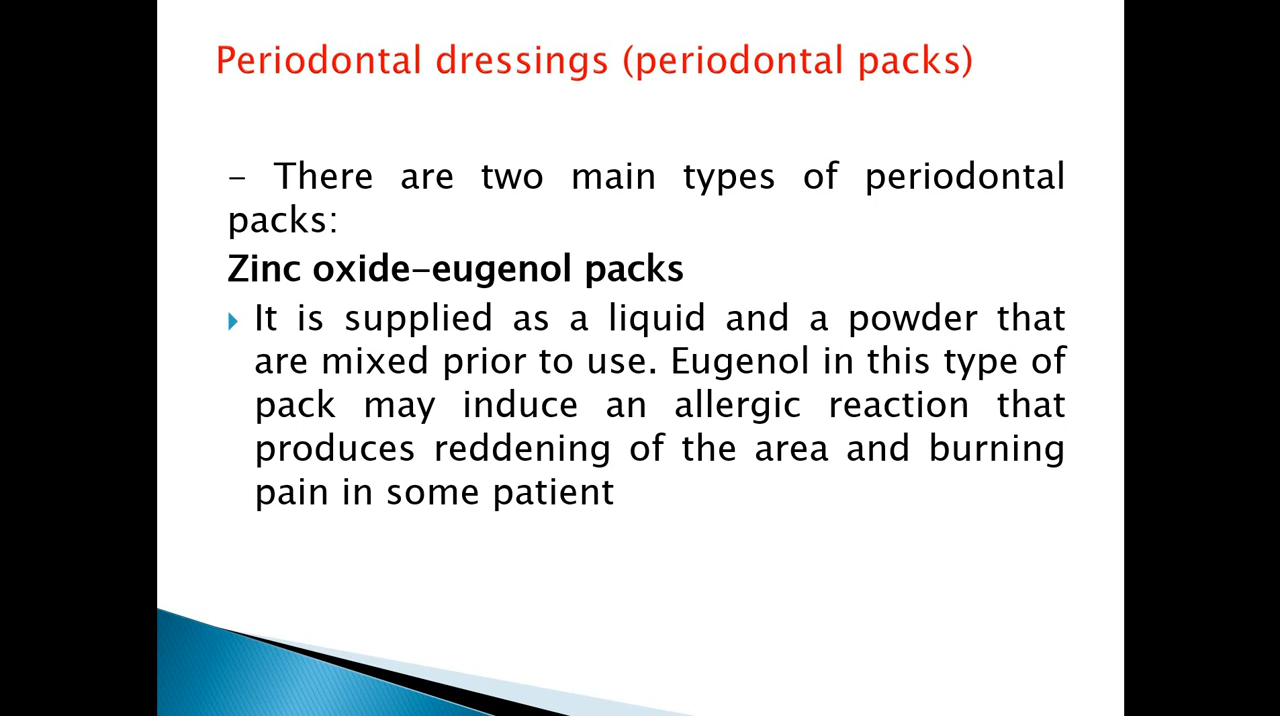 Periodontal dressings (periodontal packs)
- There are two main types of periodontal
packs:
Zinc oxide-eugenol packs
It is supplied as a liquid and a powder that
are mixed prior to use. Eugenol in this type of
pack may induce an allergic reaction that
produces reddening of the area and burning
pain in some patient